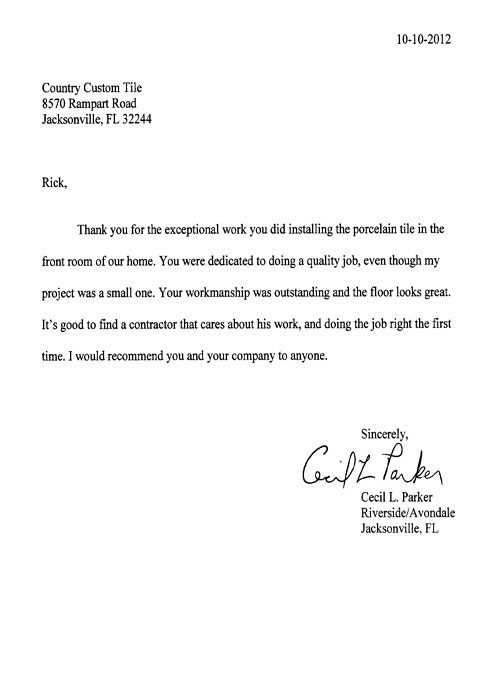 10-10-2012
Country Custom Tile
8570 Rampart Road
Jacksonville, FL 32244
Rick,
Thank you for the exceptional work you did installing the porcelain tile in the
front room of our home. You were dedicated to doing a quality job, even though my
project was a small one. Your workmanship was outstanding and the floor looks great.
It's good to find a contractor that cares about his work, and doing the job right the first
time. I would recommend you and your company to anyone.
Sincerely,
Cecil L Parker
Cecil L. Parker
Riverside/Avondale
Jacksonville, FL